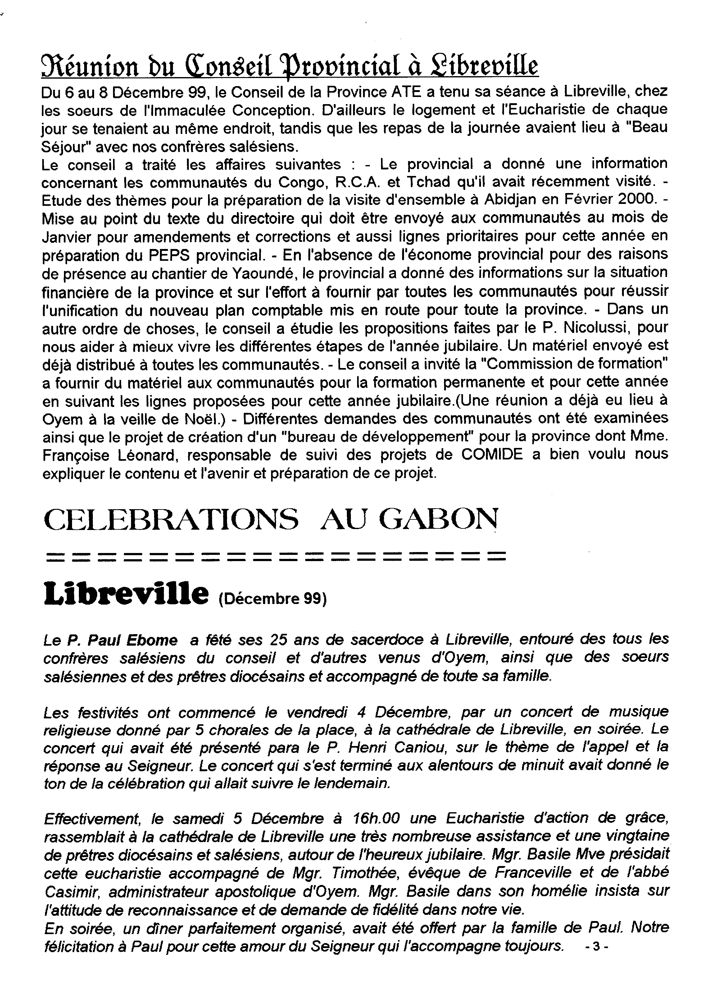 Réunion du Conseil Provincial à Libreville
Du 6 au 8 Décembre 99, le Conseil de la Province ATE a tenu sa séance à Libreville, chez
les soeurs de l'Immaculée Conception. D'ailleurs le logement et l'Eucharistie de chaque
jour se tenaient au même endroit, tandis que les repas de la journée avaient lieu à "Beau
Séjour" avec nos confrères salésiens.
Le conseil a traité les affaires suivantes : - Le provincial a donné une information
concernant les communautés du Congo, R.C.A. et Tchad qu'il avait récemment visité. -
Etude des thèmes pour la préparation de la visite d'ensemble à Abidjan en Février 2000. -
Mise au point du texte du directoire qui doit être envoyé aux communautés au mois de
Janvier pour amendements et corrections et aussi lignes prioritaires pour cette année en
préparation du PEPS provincial. - En l'absence de l'économe provincial pour des raisons
de présence au chantier de Yaoundé, le provincial a donné des informations sur la situation
financière de la province et sur l'effort à fournir par toutes les communautés pour réussir
l'unification du nouveau plan comptable mis en route pour toute la province. - Dans un
autre ordre de choses, le conseil a étudie les propositions faites par le P. Nicolussi, pour
nous aider à mieux vivre les différentes étapes de l'année jubilaire. Un matériel envoyé est
déjà distribué à toutes les communautés. - Le conseil a invité la "Commission de formation"
a fournir du matériel aux communautés pour la formation permanente et pour cette année
en suivant les lignes proposées pour cette année jubilaire.(Une réunion a déjà eu lieu à
Oyem à la veille de Noël.) - Différentes demandes des communautés ont été examinées
ainsi que le projet de création d'un "bureau de développement" pour la province dont Mme.
Françoise Léonard, responsable de suivi des projets de COMIDE a bien voulu nous
expliquer le contenu et l'avenir et préparation de ce projet.
CELEBRATIONS AU GABON
==================
Libreville (Décembre 99)
Le P. Paul Ebome a fêté ses 25 ans de sacerdoce à Libreville, entouré des tous les
confrères salésiens du conseil et d'autres venus d'Oyem, ainsi que des soeurs
salésiennes et des prêtres diocésains et accompagné de toute sa famille.
Les festivités ont commencé le vendredi 4 Décembre, par un concert de musique
religieuse donné par 5 chorales de la place, à la cathédrale de Libreville, en soirée. Le
concert qui avait été présenté para le P. Henri Caniou, sur le thème de l'appel et la
réponse au Seigneur. Le concert qui s'est terminé aux alentours de minuit avait donné le
ton de la célébration qui allait suivre le lendemain.
Effectivement, le samedi 5 Décembre à 16h.00 une Eucharistie d'action de grâce,
rassemblait à la cathédrale de Libreville une très nombreuse assistance et une vingtaine
de prêtres diocésains et salésiens, autour de l'heureux jubilaire. Mgr. Basile Mve présidait
cette eucharistie accompagné de Mgr. Timothée, évêque de Franceville et de l'abbé
Casimir, administrateur apostolique d'Oyem. Mgr. Basile dans son homélie insista sur
l'attitude de reconnaissance et de demande de fidélité dans notre vie.
En soirée, un dîner parfaitement organisé, avait été offert par la famille de Paul. Notre
félicitation à Paul pour cette amour du Seigneur qui l'accompagne toujours. - 3 -